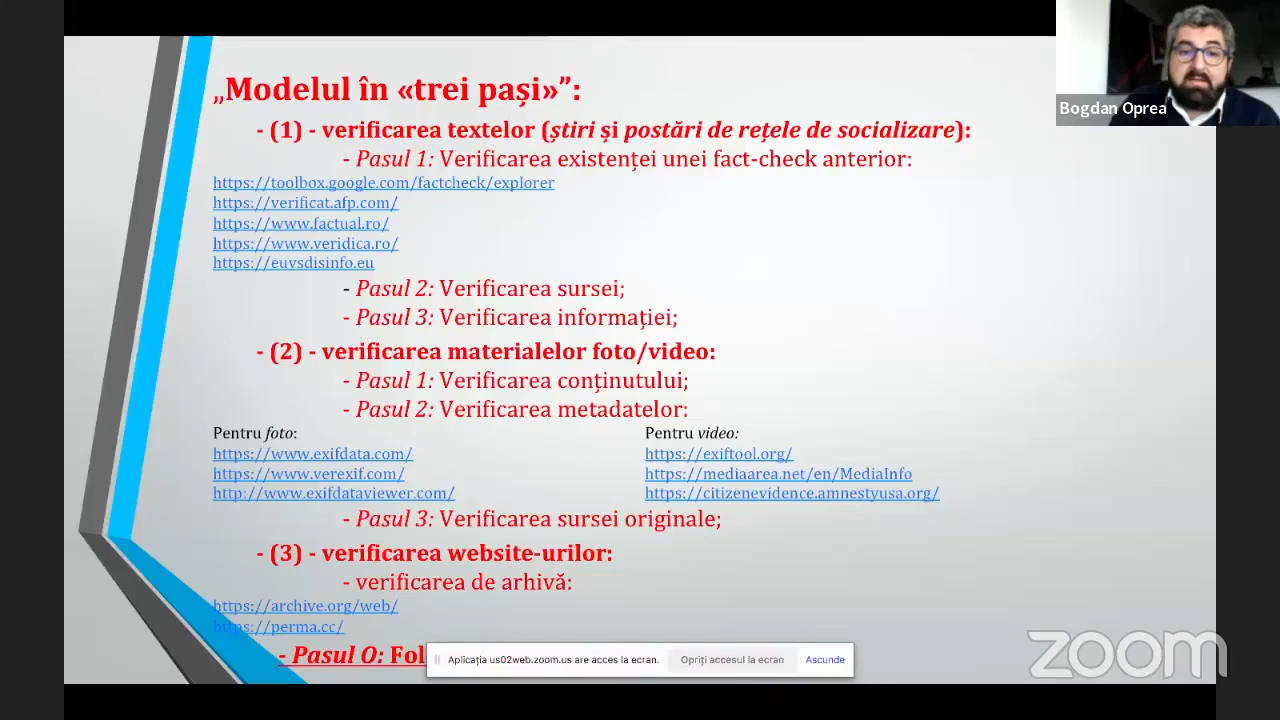 „Modelul în «trei pași»”:
- (1) - verificarea textelor (știri și postări de rețele de socializare):
- Pasul 1: Verificarea existenței unei fact-check anterior:
https://toolbox.google.com/factcheck/explorer
https://verificat.afp.com/
https://www.factual.ro/
https://www.veridica.ro/
https://euvsdisinfo.eu
- Pasul 2: Verificarea sursei;
- Pasul 3: Verificarea informației;
- (2) - verificarea materialelor foto/video:
- Pasul 1: Verificarea conținutului;
- Pasul 2: Verificarea metadatelor:
Pentru foto:
https://www.exifdata.com/
https://www.verexif.com/
http://www.exifdataviewer.com/
Pentru video:
https://exiftool.org/
https://mediaarea.net/en/MediaInfo
https://citizenevidence.amnestyusa.org/
- Pasul 3: Verificarea sursei originale;
- (3) - verificarea website-urilor:
- verificarea de arhivă:
https://archive.org/web/
https://perma.cc/
- Pasul O:
Aplicația us02web.zoom.us are acces la ecran.
Opriți accesul la ecran
Ascunde
Bogdan Oprea
zoom